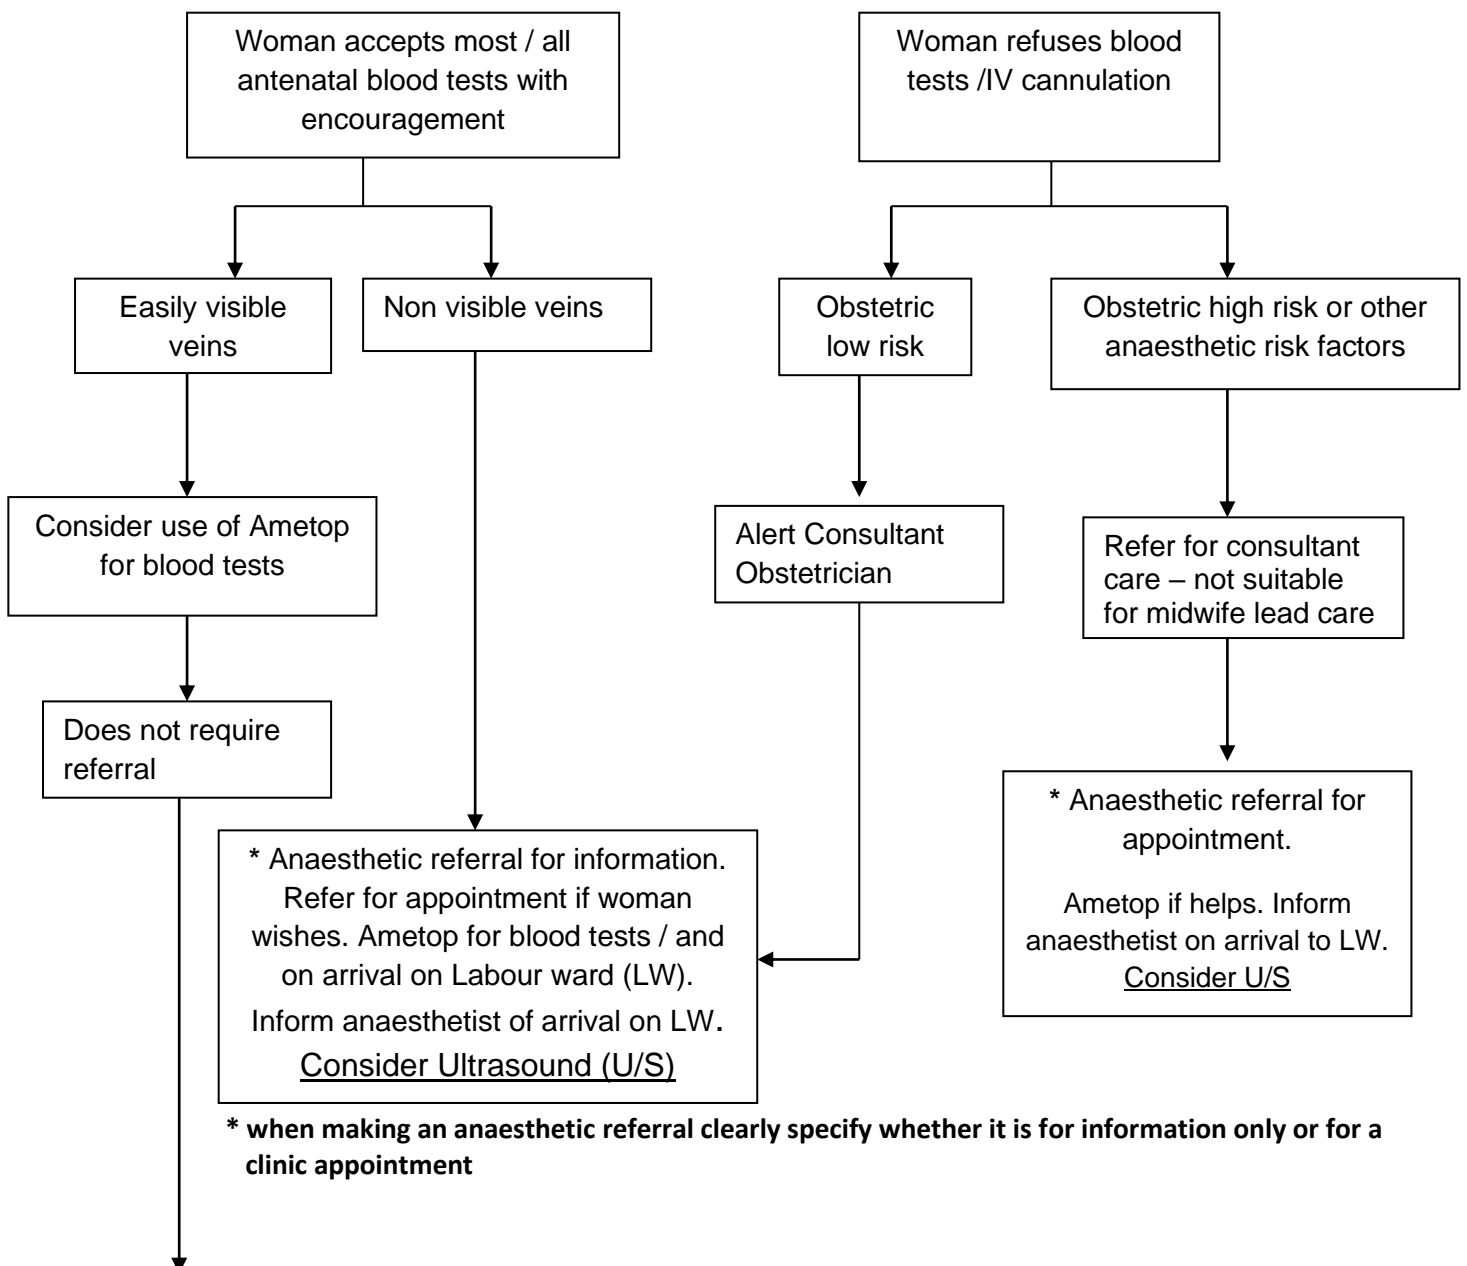 Woman accepts most / all
antenatal blood tests with
encouragement
Woman refuses blood
tests /IV cannulation
Easily visible
veins
Non visible veins
Obstetric
low risk
Obstetric high risk or other
anaesthetic risk factors
Consider use of Ametop
for blood tests
Alert Consultant
Obstetrician
Refer for consultant
care – not suitable
for midwife lead care
Does not require
referral
* Anaesthetic referral for information.
Refer for appointment if woman
wishes. Ametop for blood tests / and
on arrival on Labour ward (LW).
Inform anaesthetist of arrival on LW.
Consider Ultrasound (U/S)
* Anaesthetic referral for
appointment.
Ametop if helps. Inform
anaesthetist on arrival to LW.
Consider U/S
* when making an anaesthetic referral clearly specify whether it is for information only or for a
clinic appointment